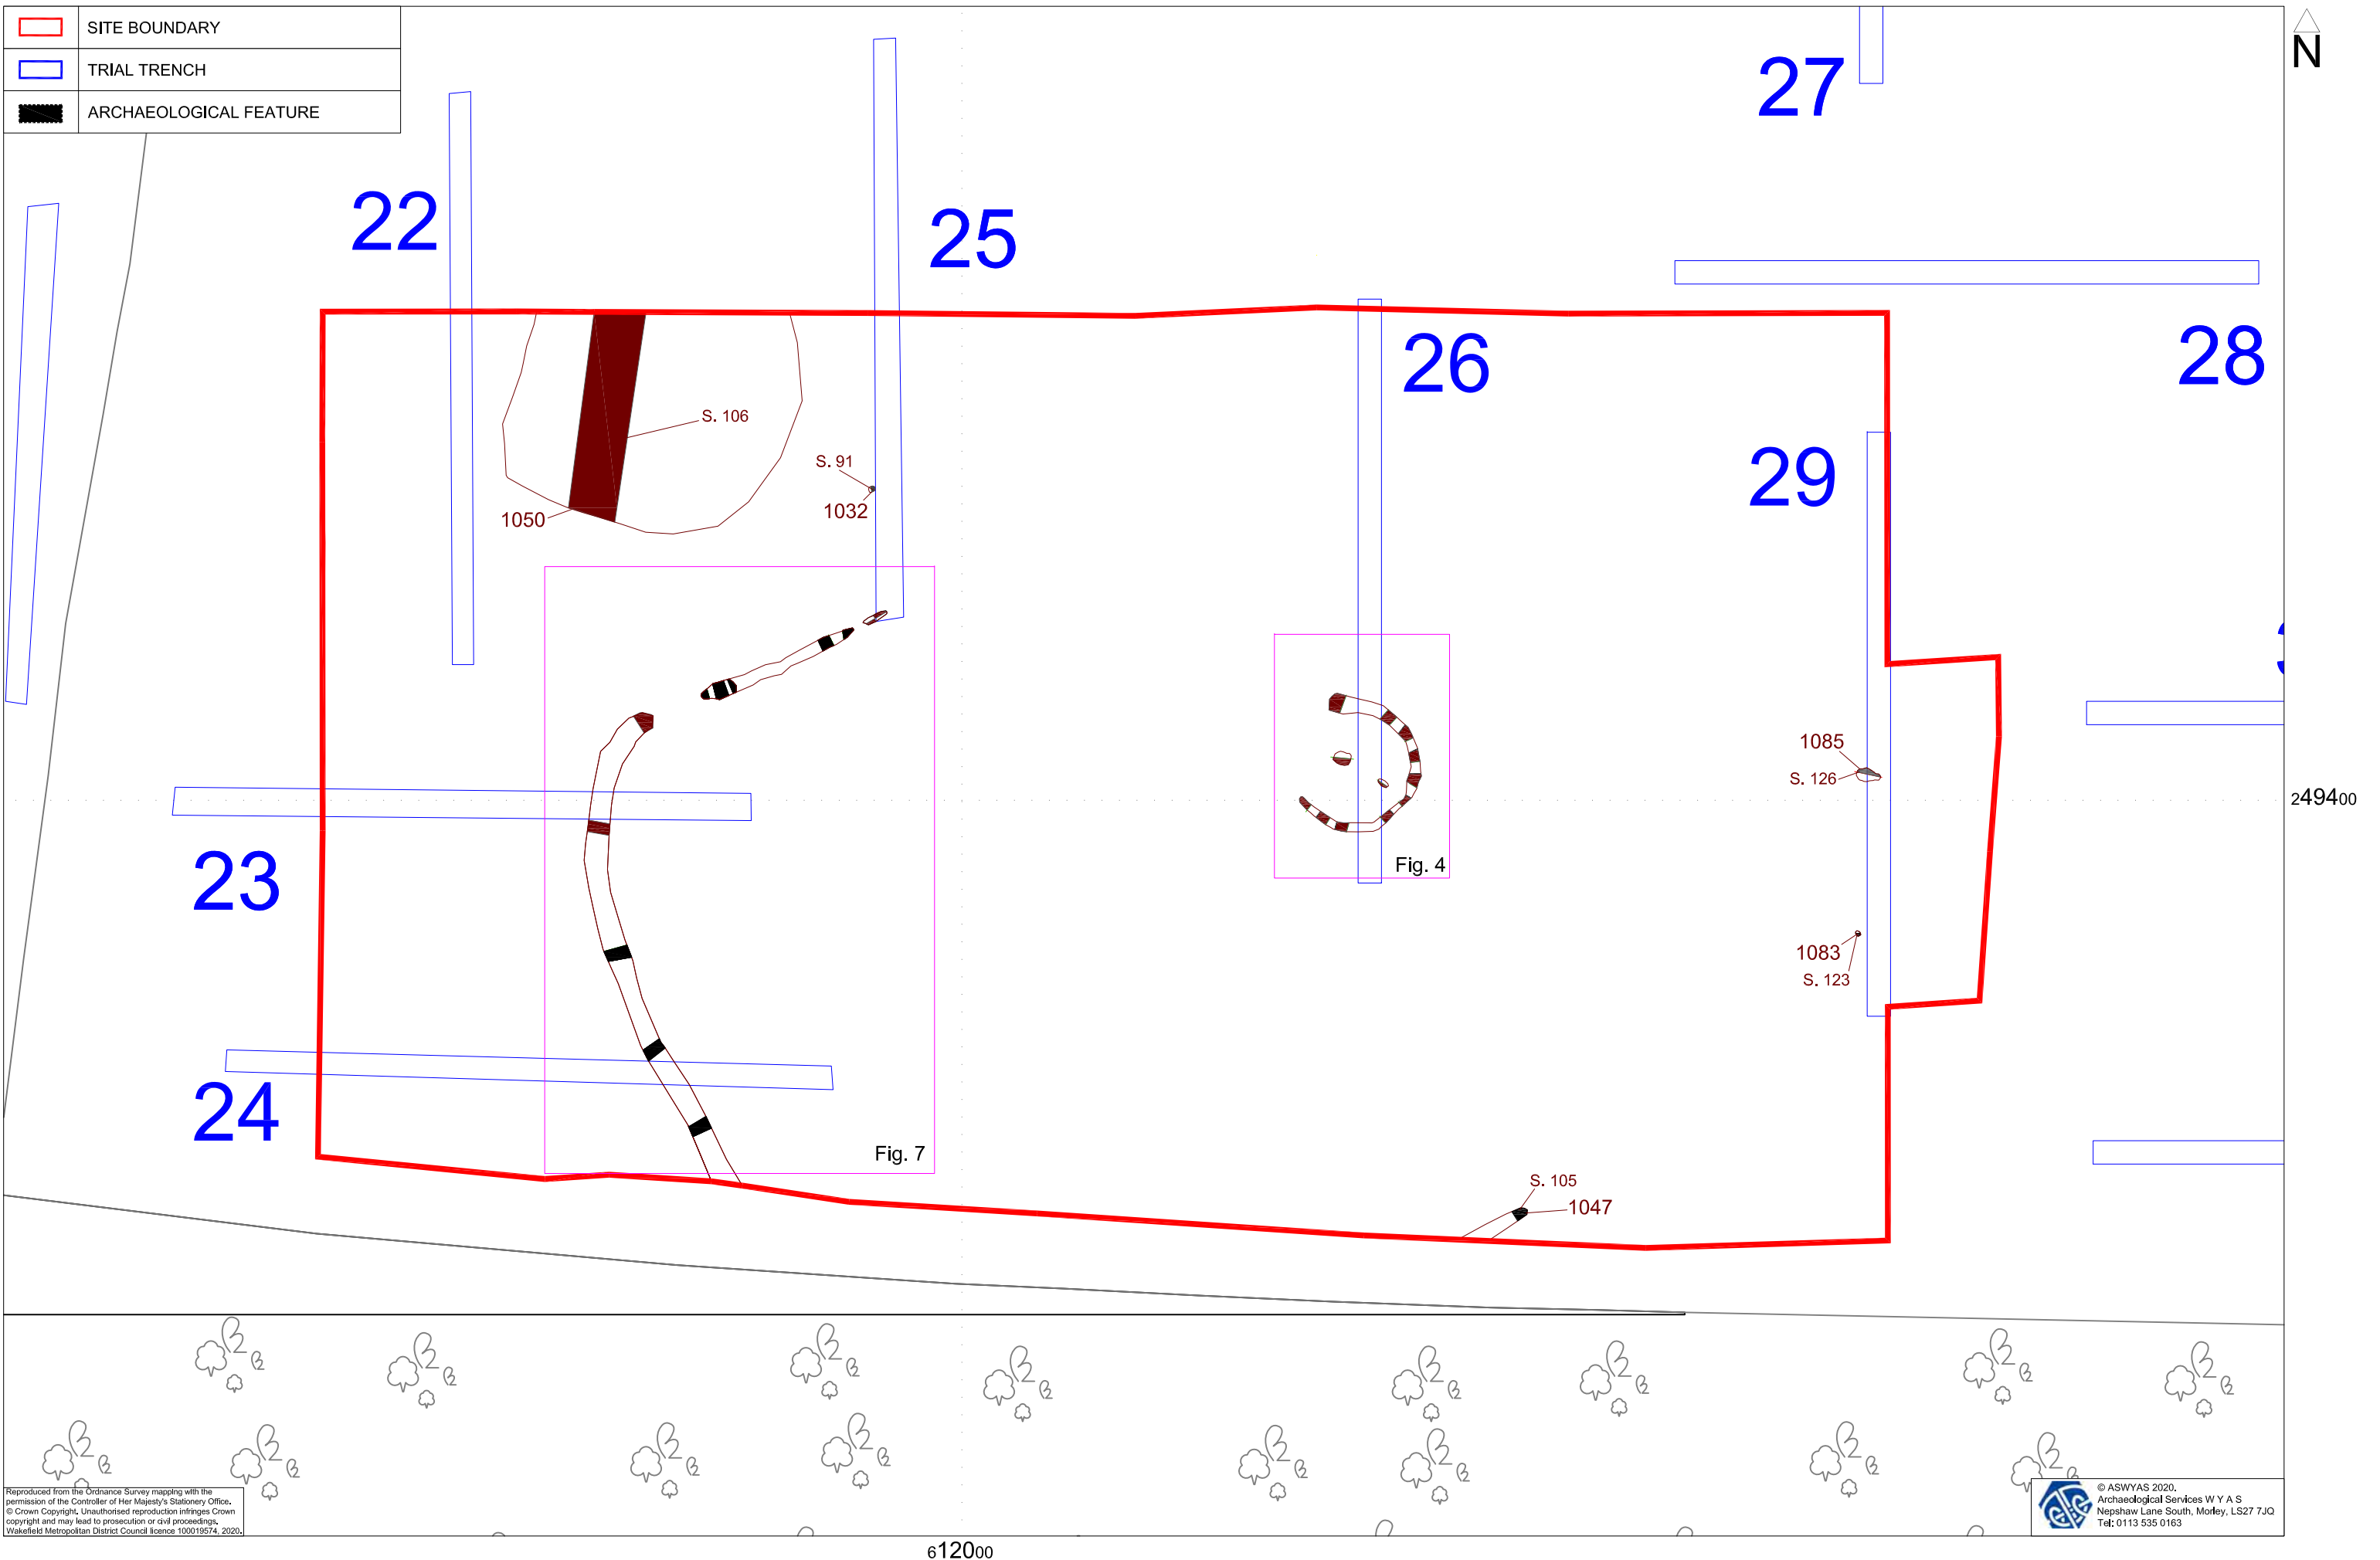 SITE BOUNDARY
TRIAL TRENCH
ARCHAEOLOGICAL FEATURE
N
27
22
25
26
28
29
S. 106
S. 91
1032
1050
1085
S. 126
249400
23
Fig. 4
1083
S. 123
24
Fig. 7
S. 105
1047
Reproduced from the Ordnance Survey mapping with the
permission of the Controller of Her Majesty's Stationery Office.
© Crown Copyright. Unauthorised reproduction infringes Crown
copyright and may lead to prosecution or civil proceedings.
Wakefield Metropolitan District Council licence 100019574, 2020.
© ASWYAS 2020.
Archaeological Services W Y A S
Nepshaw Lane South, Morley, LS27 7JQ
Tel: 0113 535 0163
612000